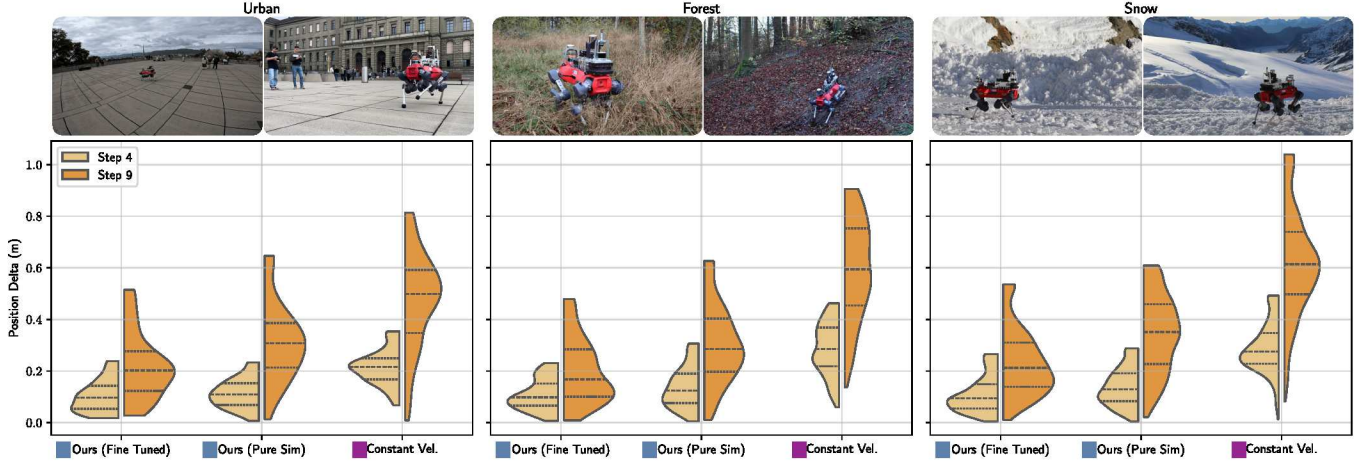 Urban
Forest
Snow
Position Delta (m)
1.0
0.8
0.6
0.4
0.2
0.0
Step 4
Step 9
Ours (Fine Tuned) Ours (Pure Sim) Constant Vel.
Ours (Fine Tuned) Ours (Pure Sim) Constant Vel.
Ours (Fine Tuned) Ours (Pure Sim) Constant Vel.